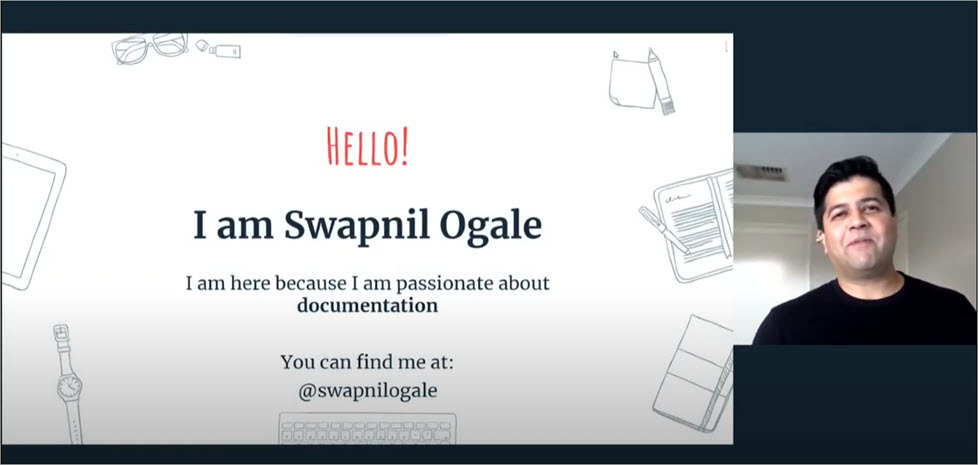 HELLO!
I am Swapnil Ogale
I am here because I am passionate about
documentation
You can find me at:
@swapnilogale